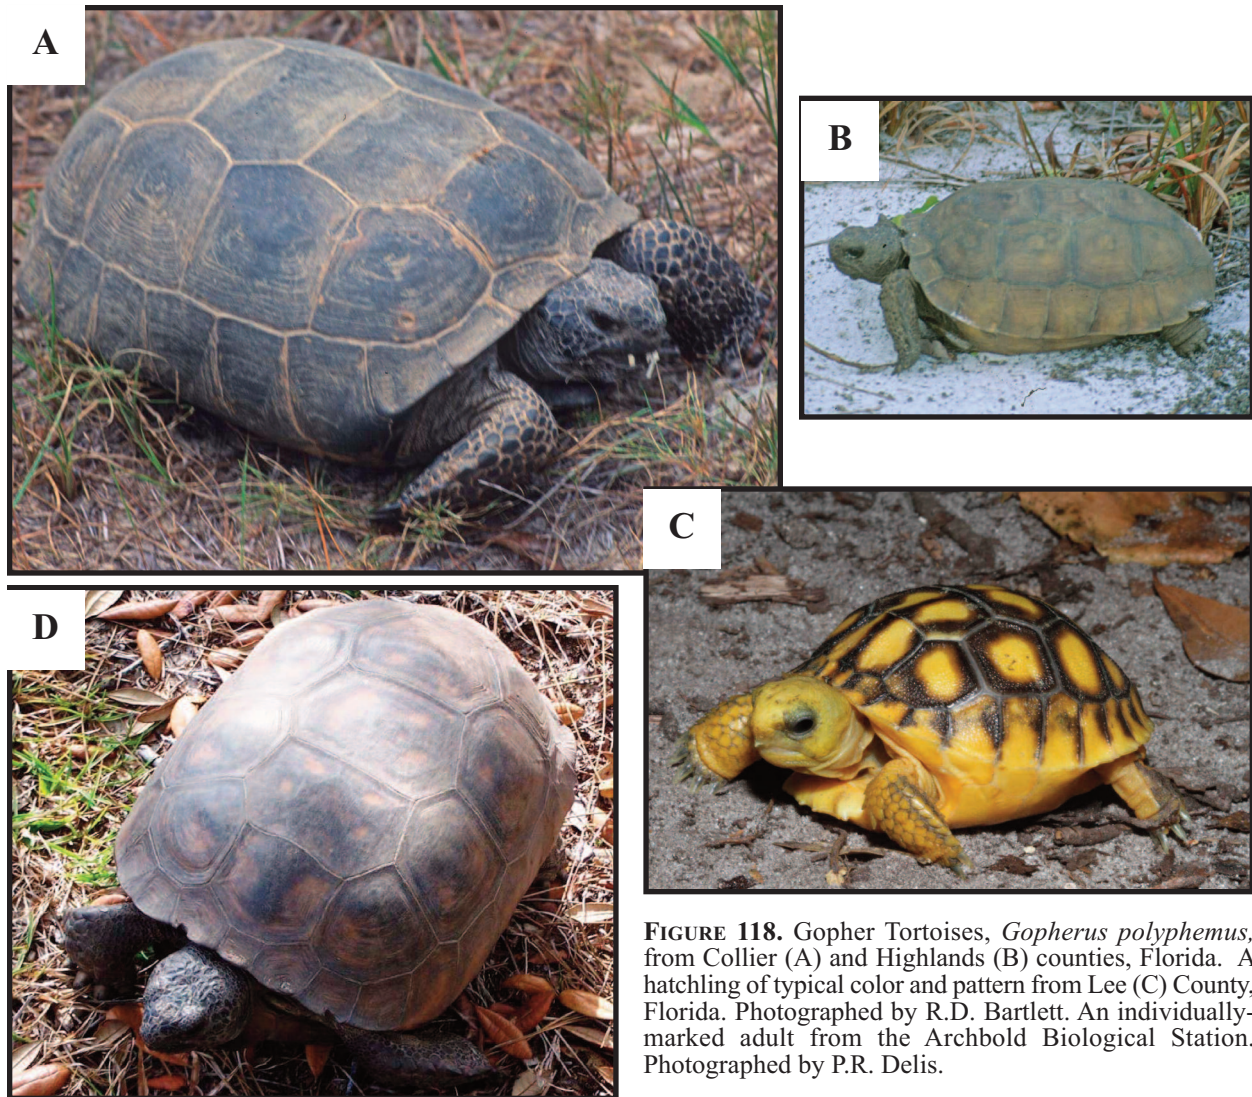 A
B
C
D
FIGURE 118. Gopher Tortoises, Gopherus polyphemus,
from Collier (A) and Highlands (B) counties, Florida. A
hatchling of typical color and pattern from Lee (C) County,
Florida. Photographed by R.D. Bartlett. An individually-
marked adult from the Archbold Biological Station.
Photographed by P.R. Delis.